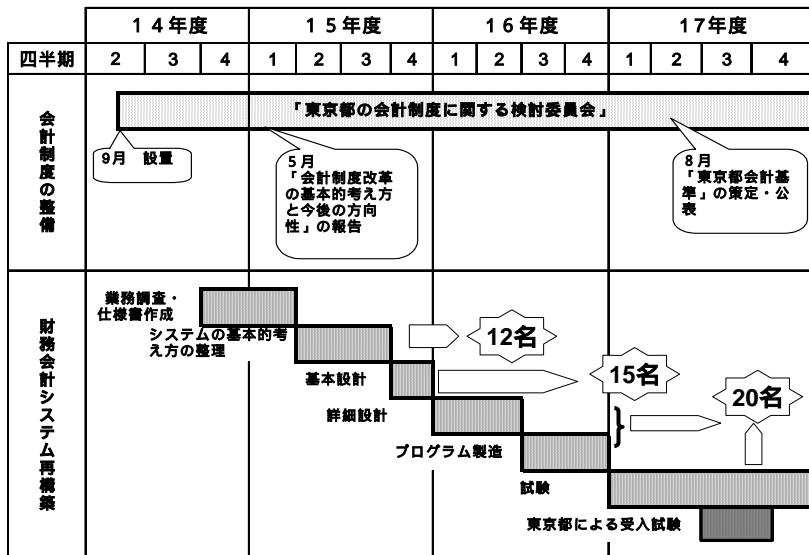 １４年度 １５年度 １６年度 17年度
四半期 2 3 4 1 2 3 4 1 2 3 4 1 2 3 4
会計制度の整備
「東京都の会計制度に関する検討委員会」
9月 設置
5月
「会計制度改革
の基本的考え方
と今後の方向
性」の報告
8月
「東京都会計基
準」の策定・公
表
財務会計システム再構築
業務調査・
仕様書作成
システムの基本的考
え方の整理
12名
基本設計
15名
詳細設計
20名
プログラム製造
試験
東京都による受入試験